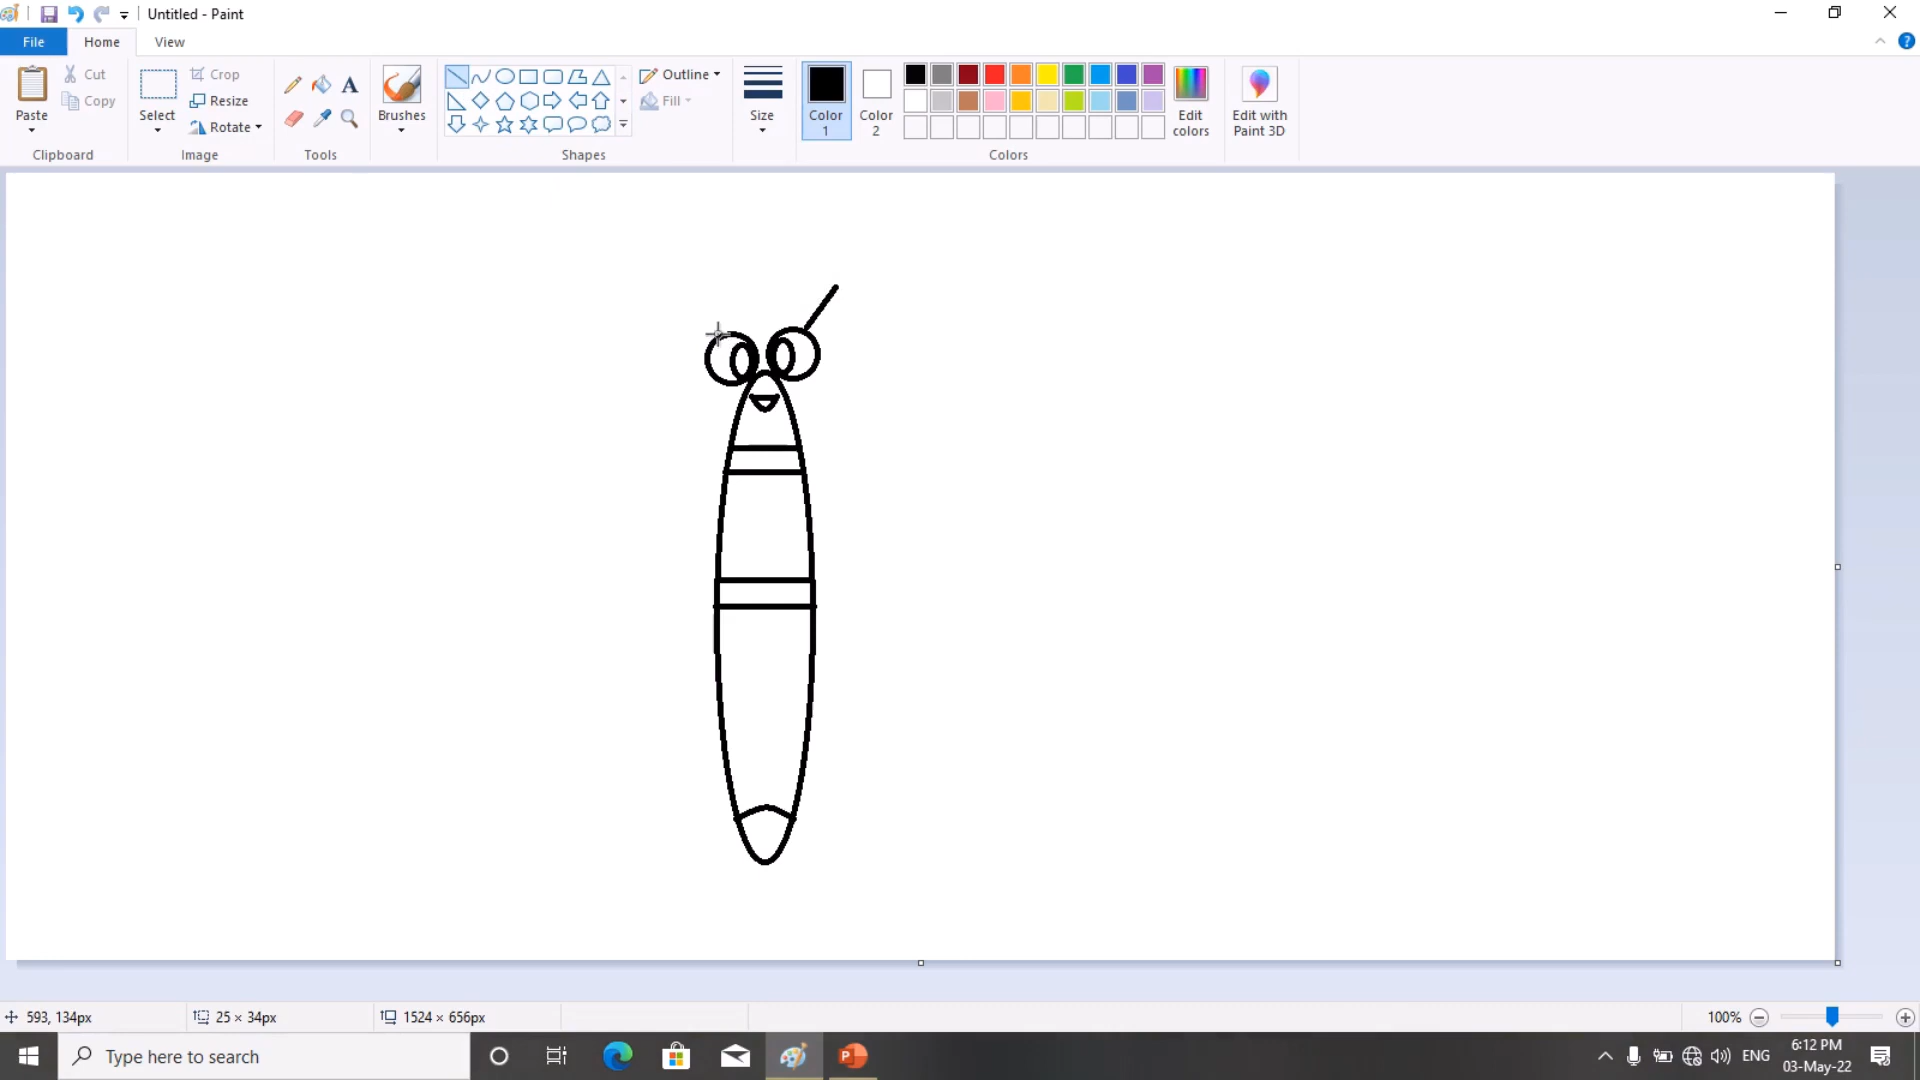 Untitled - Paint
File Home View
Paste
Cut
Copy
Clipboard
Select
Crop
Resize
Rotate
Image
A
Tools
Brushes
Outline
Fill
Shapes
Size
Color 1
Color 2
Edit colors
Colors
Edit with Paint 3D
593, 134px 25 × 34px 1524 × 656px 100%
Type here to search
ENG
6:12 PM
03-May-22